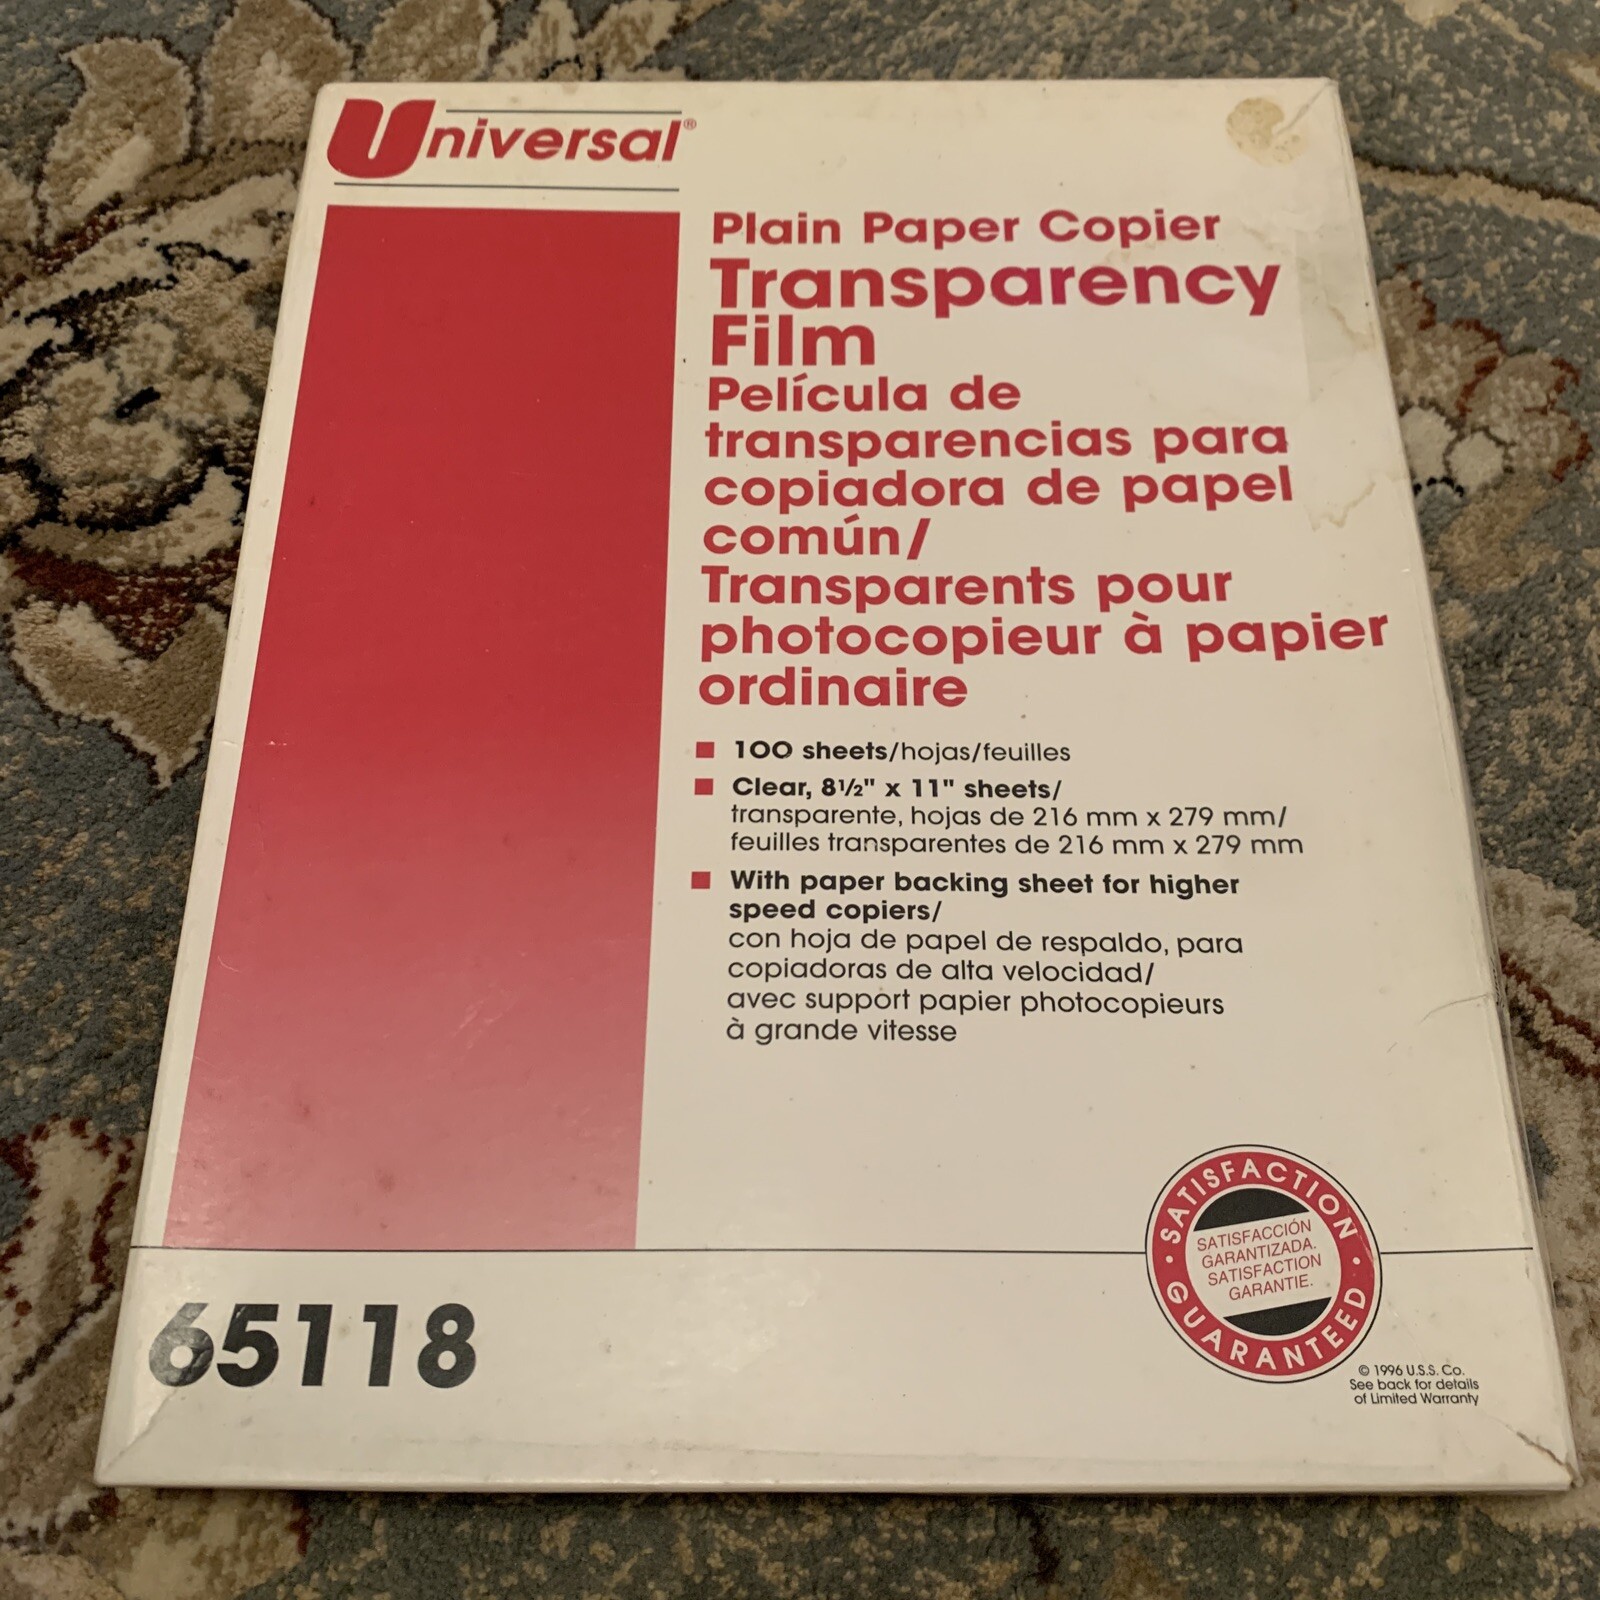 Universal®
Plain Paper Copier
Transparency
Film
Película de
transparencias para
copiadora de papel
común/
Transparents pour
photocopieur à papier
ordinaire
100 sheets/hojas/feuilles
Clear, 8½" x 11" sheets/
transparente, hojas de 216 mm x 279 mm/
feuilles transparentes de 216 mm x 279 mm
With paper backing sheet for higher
speed copiers/
con hoja de papel de respaldo, para
copiadoras de alta velocidad/
avec support papier photocopieurs
à grande vitesse
• SATISFACTION •
SATISFACCIÓN
GARANTIZADA.
SATISFACTION
GARANTIE.
GUARANTEED
65118
© 1996 U.S.S. Co.
See back for details
of Limited Warranty